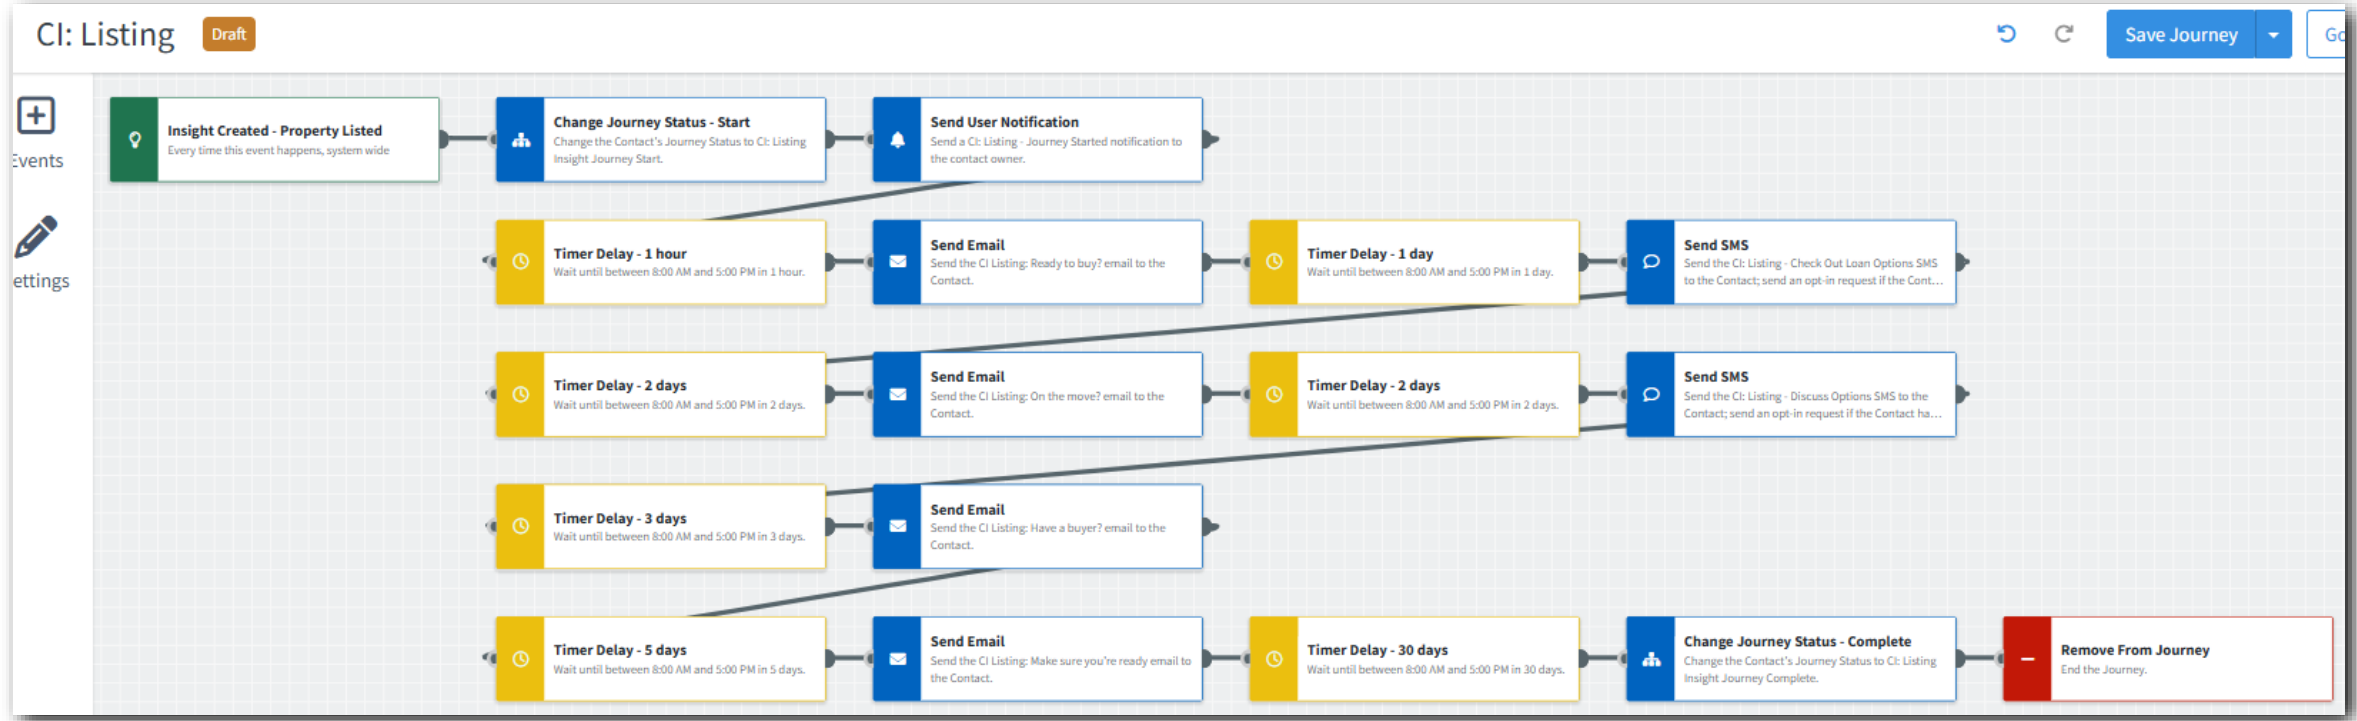 CI: Listing
Draft
Save Journey
Go
Events
ettings
Insight Created - Property Listed
Every time this event happens, system wide
Change Journey Status - Start
Change the Contact's Journey Status to CI: Listing
Insight Journey Start.
Send User Notification
Send a CI: Listing - Journey Started notification to
the contact owner.
Timer Delay - 1 hour
Wait until between 8:00 AM and 5:00 PM in 1 hour.
Send Email
Send the CI Listing: Ready to buy? email to the
Contact.
Timer Delay - 1 day
Wait until between 8:00 AM and 5:00 PM in 1 day.
Send SMS
Send the CI: Listing - Check Out Loan Options SMS
to the Contact; send an opt-in request if the Cont...
Timer Delay - 2 days
Wait until between 8:00 AM and 5:00 PM in 2 days.
Send Email
Send the CI Listing: On the move? email to the
Contact.
Timer Delay - 2 days
Wait until between 8:00 AM and 5:00 PM in 2 days.
Send SMS
Send the CI: Listing - Discuss Options SMS to the
Contact; send an opt-in request if the Contact ha...
Timer Delay - 3 days
Wait until between 8:00 AM and 5:00 PM in 3 days.
Send Email
Send the CI Listing: Have a buyer? email to the
Contact.
Timer Delay - 5 days
Wait until between 8:00 AM and 5:00 PM in 5 days.
Send Email
Send the CI Listing: Make sure you're ready email to
the Contact.
Timer Delay - 30 days
Wait until between 8:00 AM and 5:00 PM in 30 days.
Change Journey Status - Complete
Change the Contact's Journey Status to CI: Listing
Insight Journey Complete.
Remove From Journey
End the Journey.